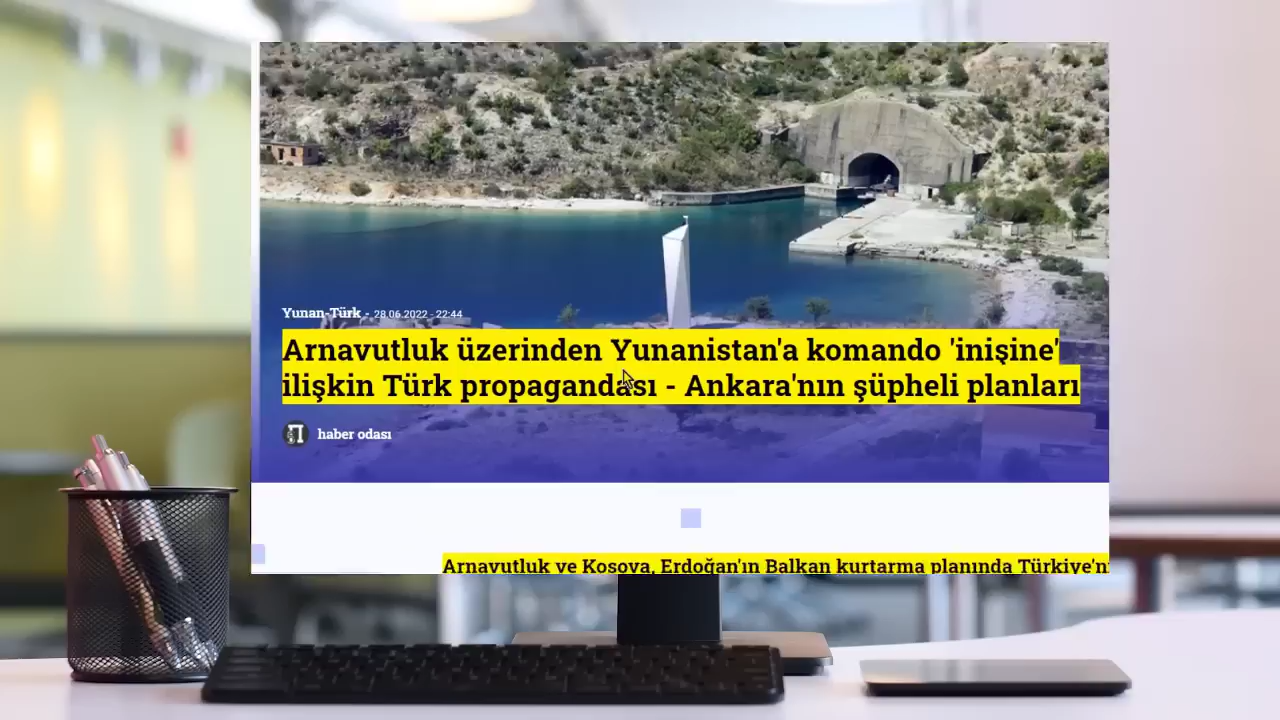 Yunan-Türk - 28.06.2022 - 22:44
Arnavutluk üzerinden Yunanistan'a komando 'inişine'
ilişkin Türk propagandası - Ankara'nın şüpheli planları
haber odası
Arnavutluk ve Kosova, Erdoğan'ın Balkan kurtarma planında